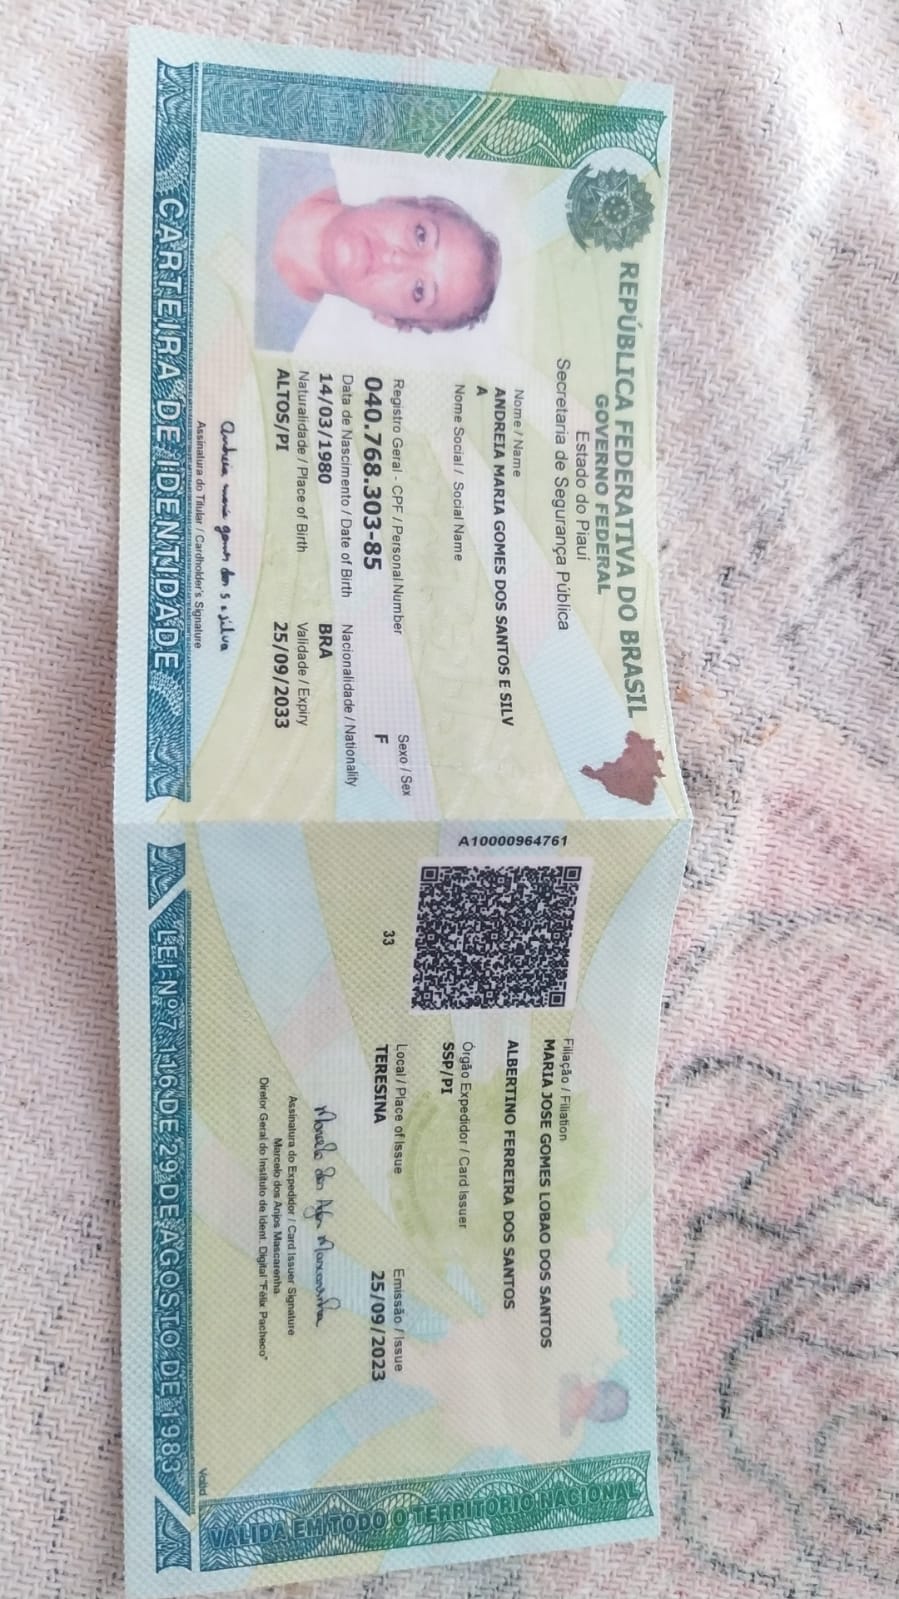 REPÚBLICA FEDERATIVA DO BRASIL
GOVERNO FEDERAL
Estado do Piauí
Secretaria de Segurança Pública
Nome / Name
ANDREIA MARIA GOMES DOS SANTOS E SILV
A
Nome Social / Social Name
Registro Geral - CPF / Personal Number
Sexo / Sex
040.768.303-85
F
Data de Nascimento / Date of Birth
Nacionalidade / Nationality
14/03/1980
BRA
Naturalidade / Place of Birth
Validade / Expiry
ALTOS/PI
25/09/2033
Andreia maria gomes dos s. silva
Assinatura do Titular / Cardholder's Signature
CARTEIRA DE IDENTIDADE
A10000964761
Filiação / Filiation
MARIA JOSE GOMES LOBAO DOS SANTOS
ALBERTINO FERREIRA DOS SANTOS
Órgão Expedidor / Card Issuer
SSP/PI
33
Local / Place of Issue
Emissão / Issue
TERESINA
25/09/2023
Assinatura do Expedidor / Card Issuer Signature
Marcelo dos Anjos Mascarenha
Diretor Geral do Instituto de Ident. Digital "Félix Pacheco"
LEI Nº 7.116 DE 29 DE AGOSTO DE 1983
VÁLIDA EM TODO O TERRITÓRIO NACIONAL